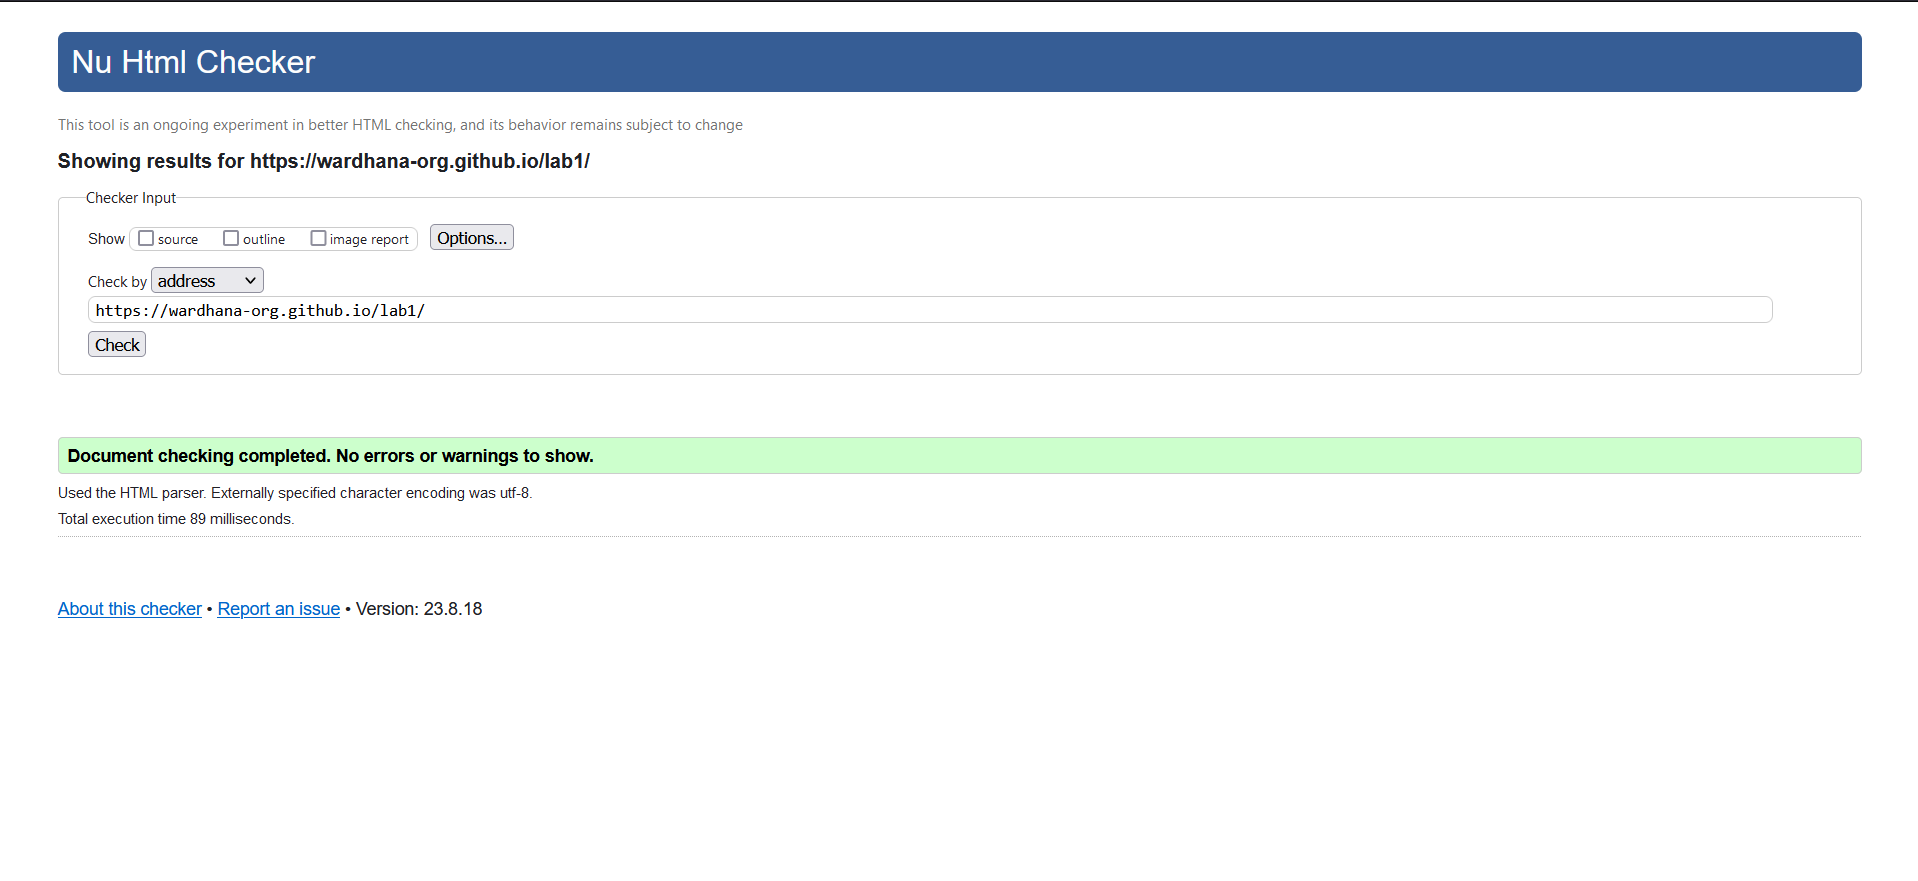 Nu Html Checker
This tool is an ongoing experiment in better HTML checking, and its behavior remains subject to change
Showing results for https://wardhana-org.github.io/lab1/
Checker Input
Show source outline image report Options...
Check by address
https://wardhana-org.github.io/lab1/
Check
Document checking completed. No errors or warnings to show.
Used the HTML parser. Externally specified character encoding was utf-8.
Total execution time 89 milliseconds.
About this checker • Report an issue • Version: 23.8.18